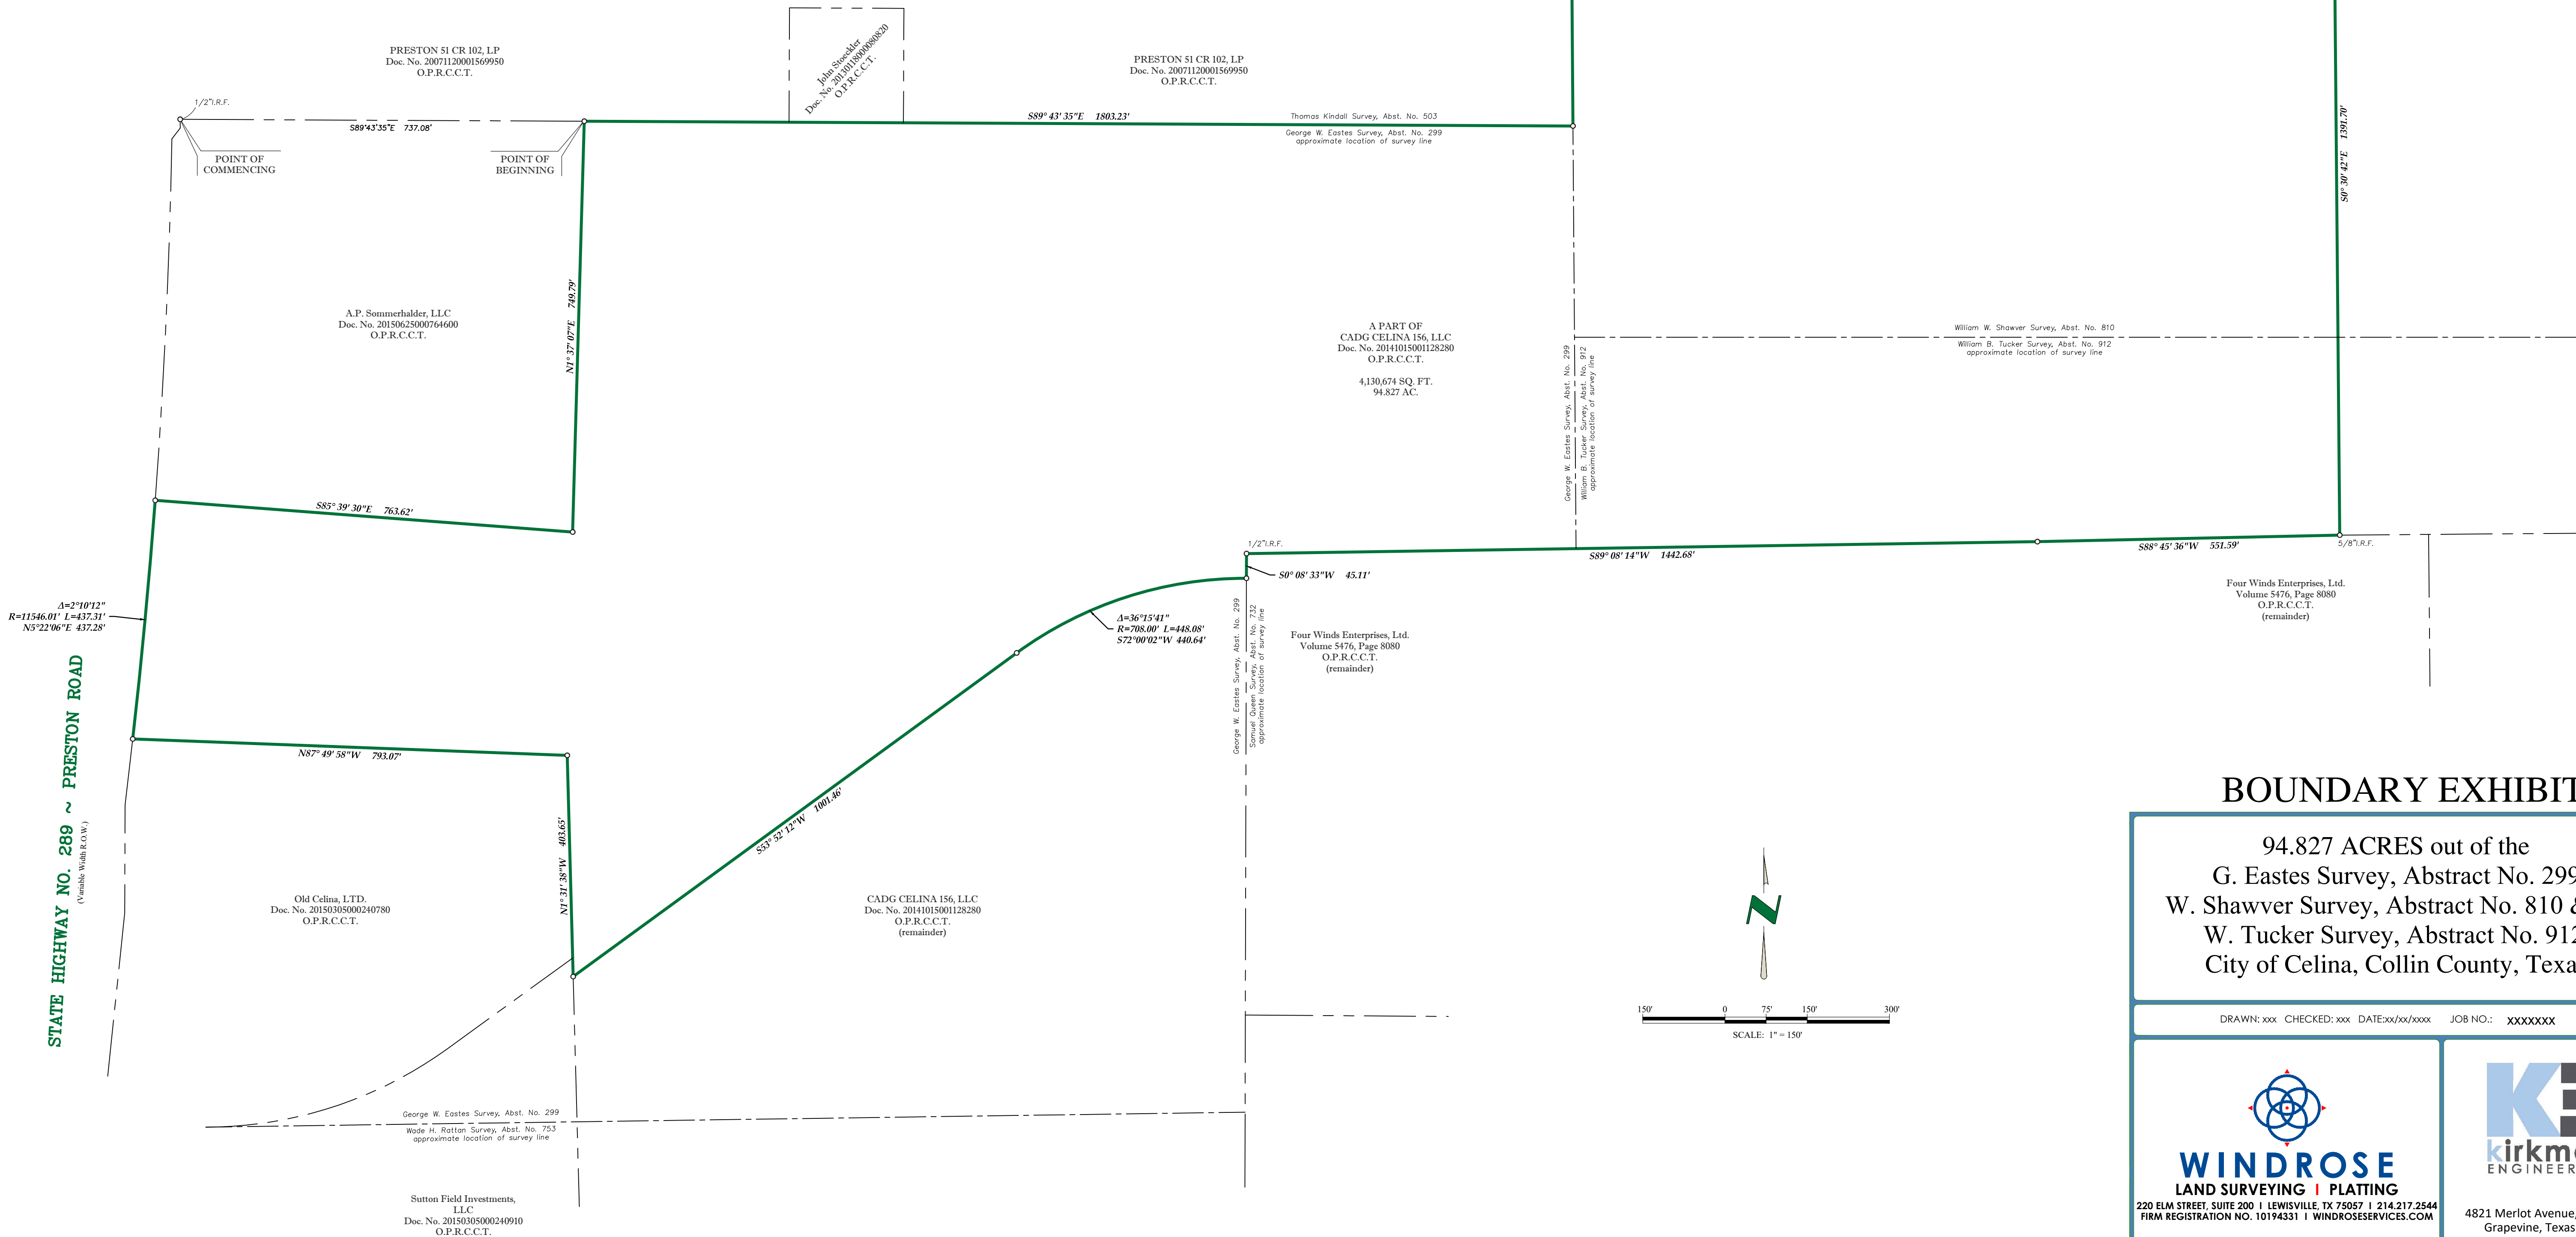 PRESTON 51 CR 102, LP
Doc. No. 20071120001569950
O.P.R.C.C.T.
John Stoeckler
Doc. No. 20130118000080820
O.P.R.C.C.T.
PRESTON 51 CR 102, LP
Doc. No. 20071120001569950
O.P.R.C.C.T.
1/2"I.R.F.
S89°43'35"E 737.08'
POINT OF
COMMENCING
POINT OF
BEGINNING
S89° 43' 35"E 1803.23'
Thomas Kindall Survey, Abst. No. 503
George W. Eastes Survey, Abst. No. 299
approximate location of survey line
S0° 30' 42"E 1391.70'
N1° 37' 07"E 749.79'
A.P. Sommerhalder, LLC
Doc. No. 20150625000764600
O.P.R.C.C.T.
A PART OF
CADG CELINA 156, LLC
Doc. No. 20141015001128280
O.P.R.C.C.T.
4,130,674 SQ. FT.
94.827 AC.
William W. Shawver Survey, Abst. No. 810
William B. Tucker Survey, Abst. No. 912
approximate location of survey line
George W. Eastes Survey, Abst. No. 299
William B. Tucker Survey, Abst. No. 912
approximate location of survey line
S85° 39' 30"E 763.62'
1/2"I.R.F.
S89° 08' 14"W 1442.68'
S88° 45' 36"W 551.59'
5/8"I.R.F.
S0° 08' 33"W 45.11'
Four Winds Enterprises, Ltd.
Volume 5476, Page 8080
O.P.R.C.C.T.
(remainder)
Δ=2°10'12"
R=11546.01' L=437.31'
N5°22'06"E 437.28'
Δ=36°15'41"
R=708.00' L=448.08'
S72°00'02"W 440.64'
George W. Eastes Survey, Abst. No. 299
Samuel Queen Survey, Abst. No. 732
approximate location of survey line
Four Winds Enterprises, Ltd.
Volume 5476, Page 8080
O.P.R.C.C.T.
(remainder)
STATE HIGHWAY NO. 289 ~ PRESTON ROAD
(Variable Width R.O.W.)
N87° 49' 58"W 793.07'
N1° 31' 38"W 403.65'
S53° 52' 12"W 1001.46'
Old Celina, LTD.
Doc. No. 20150305000240780
O.P.R.C.C.T.
CADG CELINA 156, LLC
Doc. No. 20141015001128280
O.P.R.C.C.T.
(remainder)
N
150' 0 75' 150' 300'
SCALE: 1" = 150'
George W. Eastes Survey, Abst. No. 299
Wade H. Rattan Survey, Abst. No. 753
approximate location of survey line
Sutton Field Investments,
LLC
Doc. No. 20150305000240910
O.P.R.C.C.T.
BOUNDARY EXHIBIT
94.827 ACRES out of the
G. Eastes Survey, Abstract No. 299
W. Shawver Survey, Abstract No. 810 &
W. Tucker Survey, Abstract No. 912
City of Celina, Collin County, Texa
DRAWN: xxx CHECKED: xxx DATE:xx/xx/xxxx JOB NO.: XXXXXXX
WINDROSE
LAND SURVEYING I PLATTING
220 ELM STREET, SUITE 200 I LEWISVILLE, TX 75057 I 214.217.2544
FIRM REGISTRATION NO. 10194331 I WINDROSESERVICES.COM
KE
kirkm
ENGINEER
4821 Merlot Avenue,
Grapevine, Texas